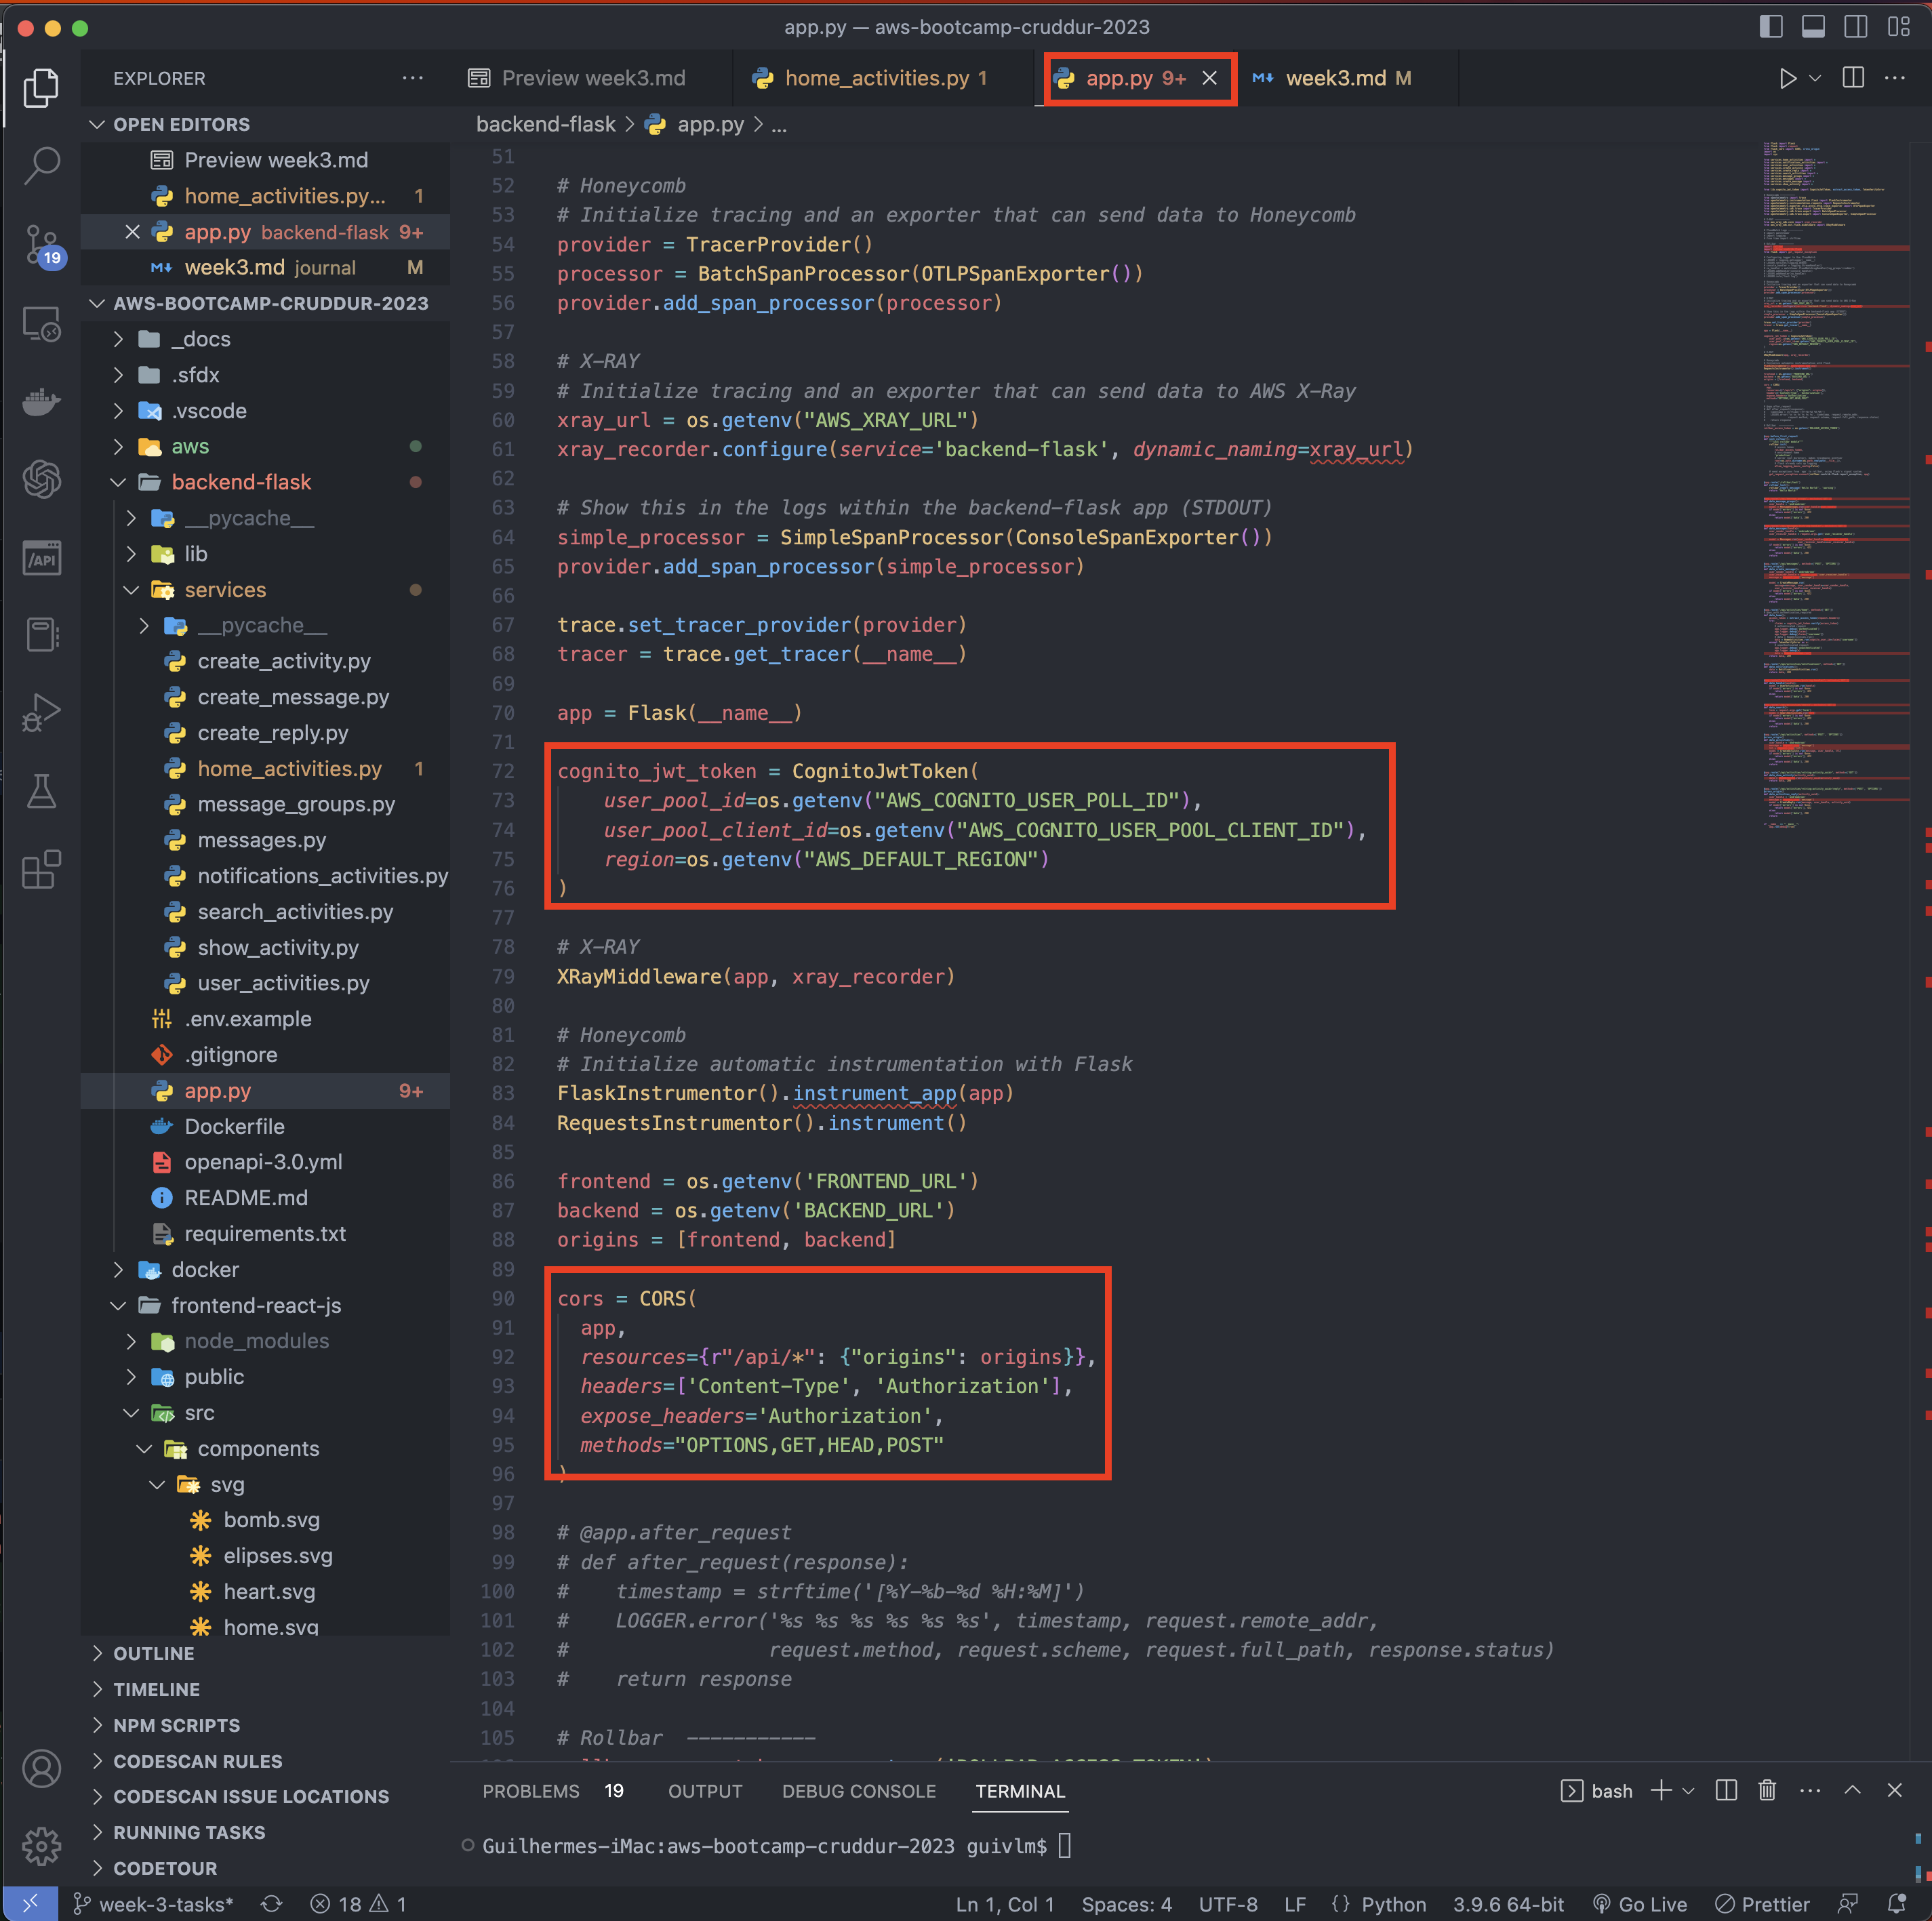 app.py — aws-bootcamp-cruddur-2023
EXPLORER
OPEN EDITORS
Preview week3.md
home_activities.py... 1
app.py backend-flask 9+
week3.md journal M
AWS-BOOTCAMP-CRUDDUR-2023
_docs
.sfdx
.vscode
aws
backend-flask
__pycache__
lib
services
__pycache__
create_activity.py
create_message.py
create_reply.py
home_activities.py 1
message_groups.py
messages.py
notifications_activities.py
search_activities.py
show_activity.py
user_activities.py
.env.example
.gitignore
app.py 9+
Dockerfile
openapi-3.0.yml
README.md
requirements.txt
docker
frontend-react-js
node_modules
public
src
components
svg
bomb.svg
elipses.svg
heart.svg
home.svg
OUTLINE
TIMELINE
NPM SCRIPTS
CODESCAN RULES
CODESCAN ISSUE LOCATIONS
RUNNING TASKS
CODETOUR
19
/API
Preview week3.md
home_activities.py 1
app.py 9+
week3.md M
backend-flask > app.py > ...
51
52 # Honeycomb
53 # Initialize tracing and an exporter that can send data to Honeycomb
54 provider = TracerProvider()
55 processor = BatchSpanProcessor(OTLPSpanExporter())
56 provider.add_span_processor(processor)
57
58 # X-RAY
59 # Initialize tracing and an exporter that can send data to AWS X-Ray
60 xray_url = os.getenv("AWS_XRAY_URL")
61 xray_recorder.configure(service='backend-flask', dynamic_naming=xray_url)
62
63 # Show this in the logs within the backend-flask app (STDOUT)
64 simple_processor = SimpleSpanProcessor(ConsoleSpanExporter())
65 provider.add_span_processor(simple_processor)
66
67 trace.set_tracer_provider(provider)
68 tracer = trace.get_tracer(__name__)
69
70 app = Flask(__name__)
71
72 cognito_jwt_token = CognitoJwtToken(
73 user_pool_id=os.getenv("AWS_COGNITO_USER_POLL_ID"),
74 user_pool_client_id=os.getenv("AWS_COGNITO_USER_POOL_CLIENT_ID"),
75 region=os.getenv("AWS_DEFAULT_REGION")
76 )
77
78 # X-RAY
79 XRayMiddleware(app, xray_recorder)
80
81 # Honeycomb
82 # Initialize automatic instrumentation with Flask
83 FlaskInstrumentor().instrument_app(app)
84 RequestsInstrumentor().instrument()
85
86 frontend = os.getenv('FRONTEND_URL')
87 backend = os.getenv('BACKEND_URL')
88 origins = [frontend, backend]
89
90 cors = CORS(
91 app,
92 resources={r"/api/*": {"origins": origins}},
93 headers=['Content-Type', 'Authorization'],
94 expose_headers='Authorization',
95 methods="OPTIONS,GET,HEAD,POST"
96 )
97
98 # @app.after_request
99 # def after_request(response):
100 # timestamp = strftime('[%Y-%b-%d %H:%M]')
101 # LOGGER.error('%s %s %s %s %s %s', timestamp, request.remote_addr,
102 # request.method, request.scheme, request.full_path, response.status)
103 # return response
104
105 # Rollbar -----------
PROBLEMS 19 OUTPUT DEBUG CONSOLE TERMINAL bash
Guilhermes-iMac:aws-bootcamp-cruddur-2023 guivlm$
week-3-tasks* 18 1 Ln 1, Col 1 Spaces: 4 UTF-8 LF {} Python 3.9.6 64-bit Go Live Prettier